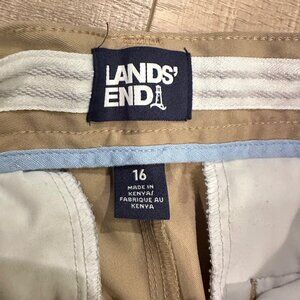 LANDS'
END
16
MADE IN
KENYA/
FABRIQUE AU
KENYA